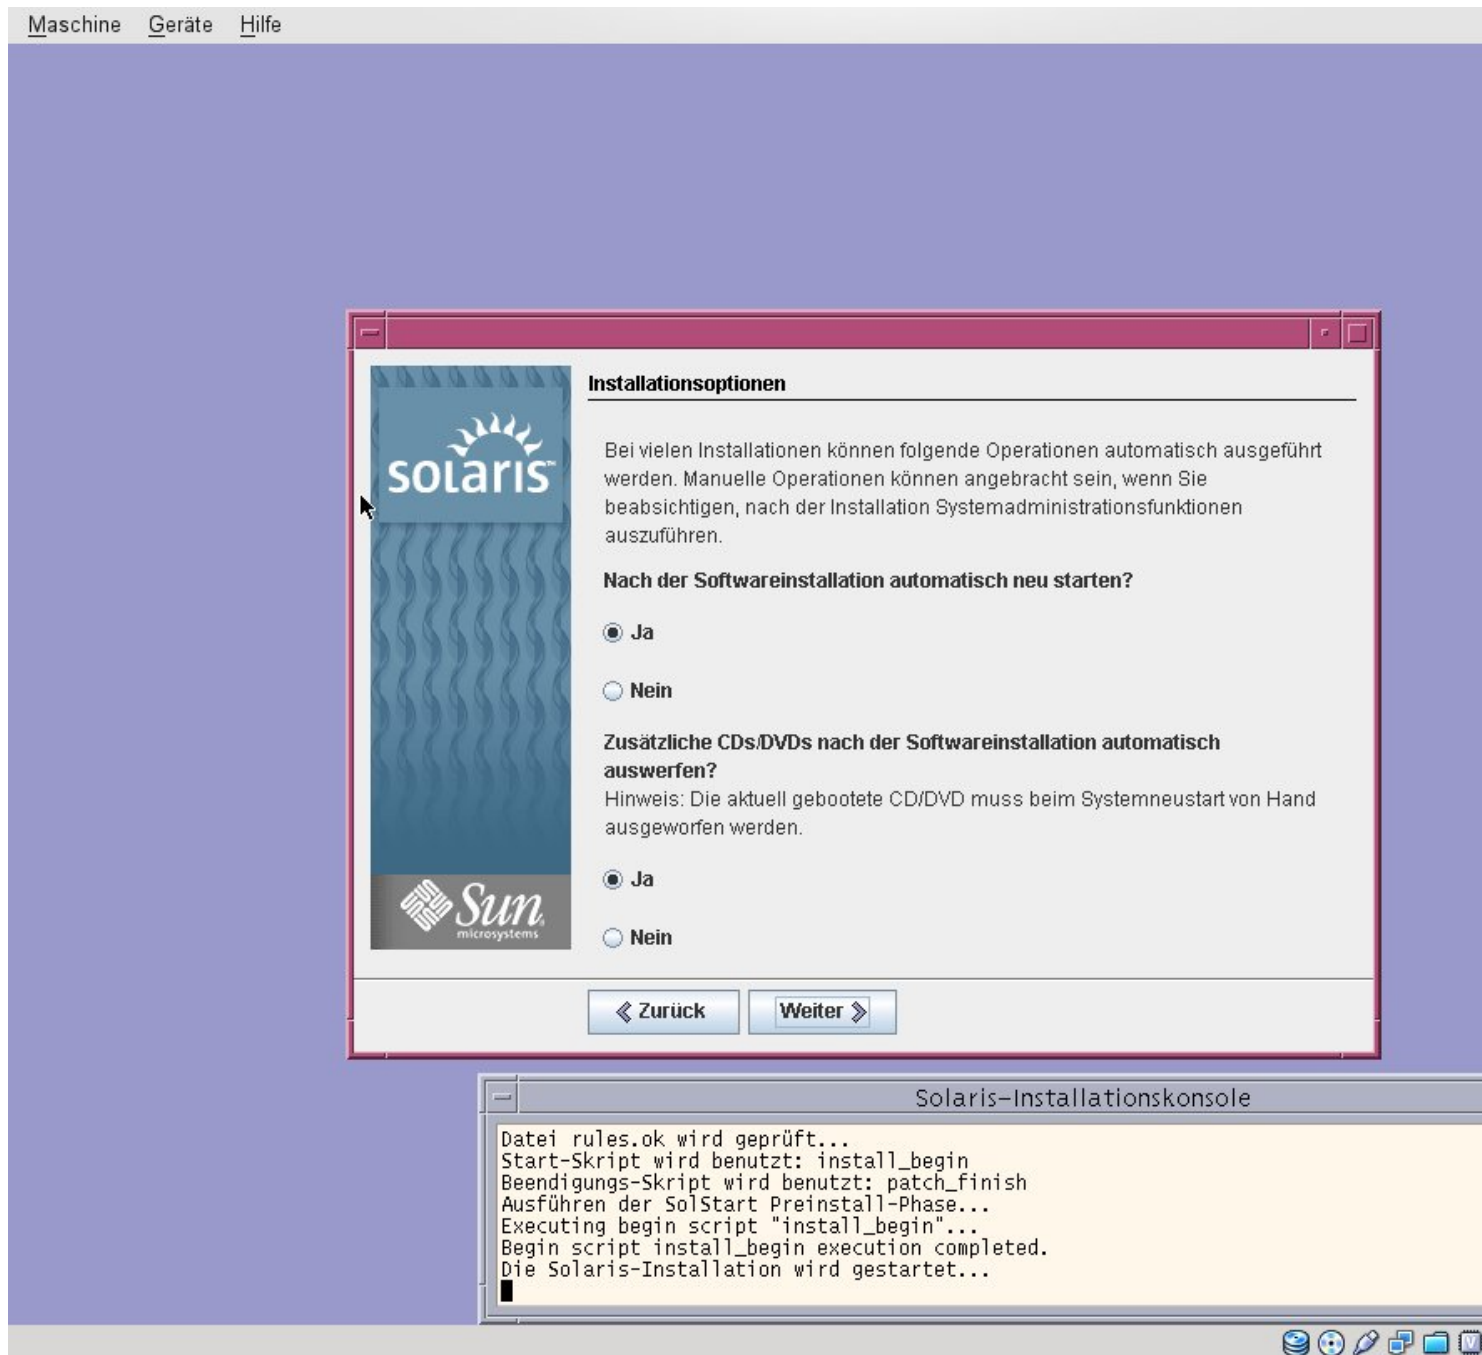 Maschine Geräte Hilfe
solaris™
Sun
microsystems
Installationsoptionen
Bei vielen Installationen können folgende Operationen automatisch ausgeführt
werden. Manuelle Operationen können angebracht sein, wenn Sie
beabsichtigen, nach der Installation Systemadministrationsfunktionen
auszuführen.
Nach der Softwareinstallation automatisch neu starten?
Ja
Nein
Zusätzliche CDs/DVDs nach der Softwareinstallation automatisch
auswerfen?
Hinweis: Die aktuell gebootete CD/DVD muss beim Systemneustart von Hand
ausgeworfen werden.
Ja
Nein
Zurück Weiter
Solaris-Installationskonsole
Datei rules.ok wird geprüft...
Start-Skript wird benutzt: install_begin
Beendigungs-Skript wird benutzt: patch_finish
Ausführen der SolStart Preinstall-Phase...
Executing begin script "install_begin"...
Begin script install_begin execution completed.
Die Solaris-Installation wird gestartet...